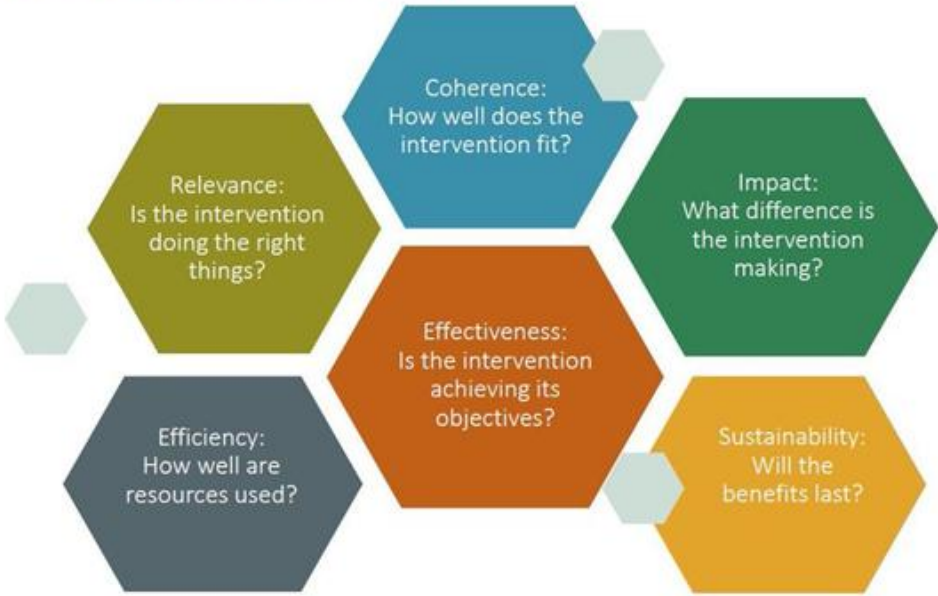 Coherence:
How well does the
intervention fit?
Relevance:
Is the intervention
doing the right
things?
Impact:
What difference is
the intervention
making?
Effectiveness:
Is the intervention
achieving its
objectives?
Efficiency:
How well are
resources used?
Sustainability:
Will the
benefits last?